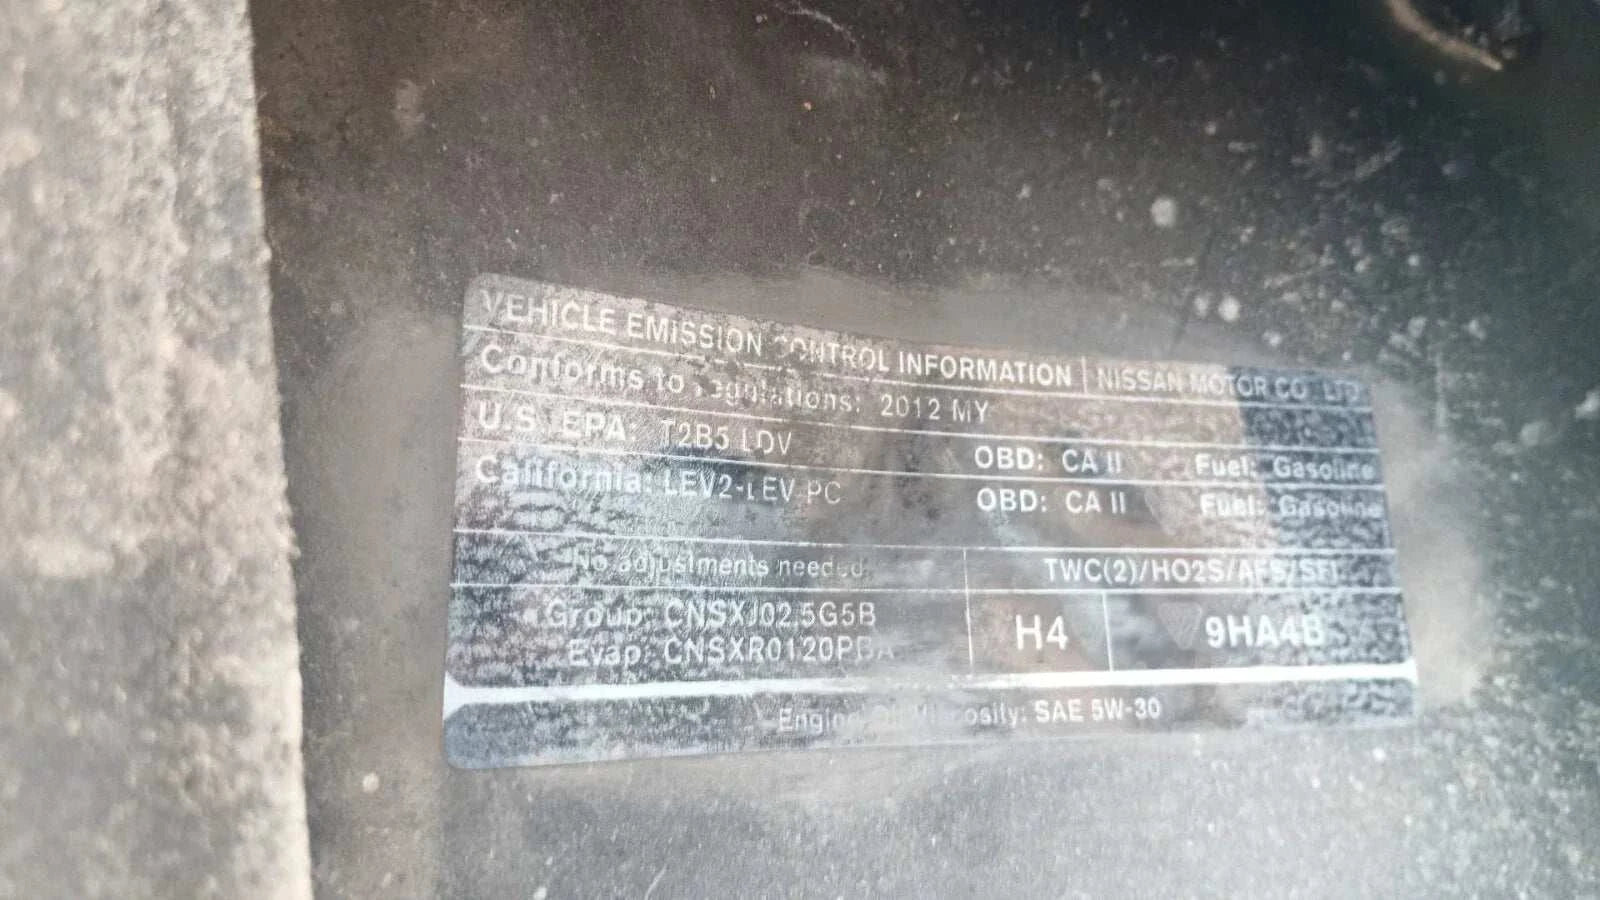 VEHICLE EMISSION CONTROL INFORMATION NISSAN MOTOR CO LTD
Conforms to regulations: 2012 MY
U.S. EPA: T2B5 LDV OBD: CA II Fuel: Gasoline
California: LEV2-LEV PC OBD: CA II Fuel: Gasoline
No adjustments needed TWC(2)/HO2S/AFS/SFI
Group: CNSXJ02.5G5B H4 9HA4B
Evap: CNSXR0120PBA
Engine Oil Viscosity: SAE 5W-30